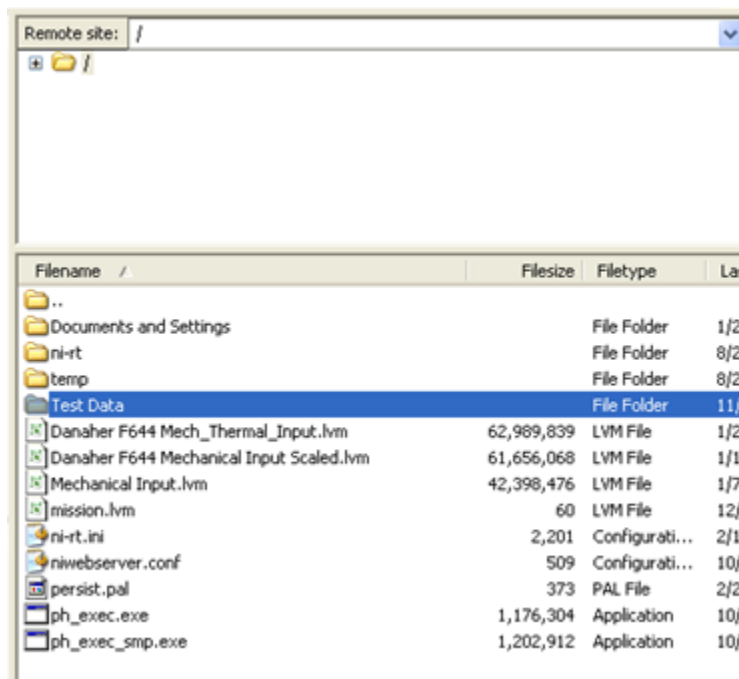 Remote site: /
/
Filename / Filesize Filetype La
..
Documents and Settings File Folder 1/2
ni-rt File Folder 8/2
temp File Folder 8/2
Test Data File Folder 11/
Danaher F644 Mech_Thermal_Input.lvm 62,989,839 LVM File 1/2
Danaher F644 Mechanical Input Scaled.lvm 61,656,068 LVM File 1/1
Mechanical Input.lvm 42,398,476 LVM File 1/7
mission.lvm 60 LVM File 12/
ni-rt.ini 2,201 Configurati... 2/1
niwebserver.conf 509 Configurati... 10/
persist.pal 373 PAL File 2/2
ph_exec.exe 1,176,304 Application 10/
ph_exec_smp.exe 1,202,912 Application 10/